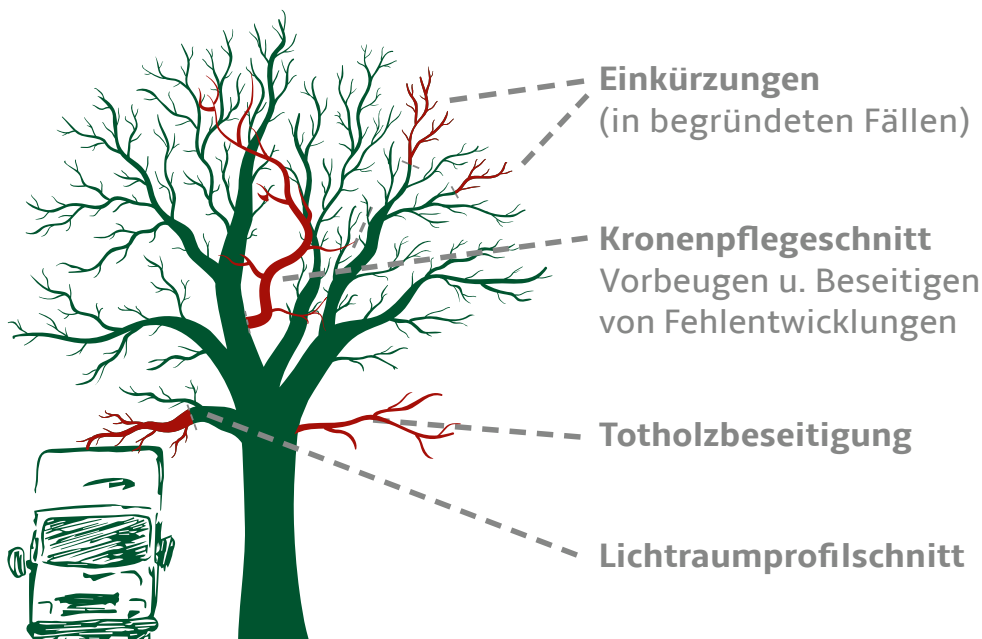 Einkürzungen
(in begründeten Fällen)
Kronenpflegeschnitt
Vorbeugen u. Beseitigen
von Fehlentwicklungen
Totholzbeseitigung
Lichtraumprofilschnitt